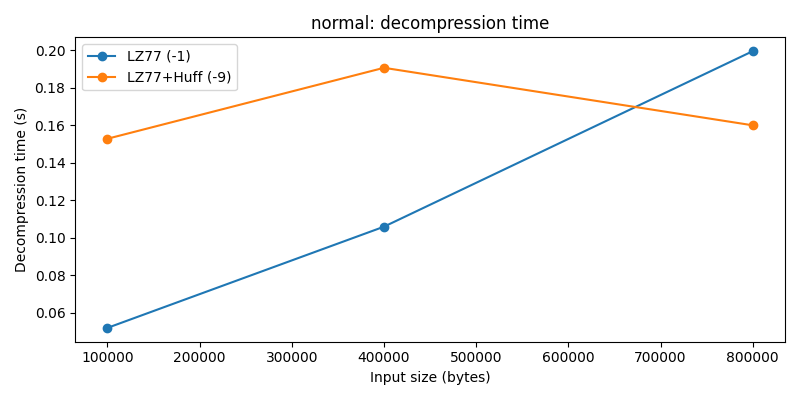 normal: decompression time
LZ77 (-1)
LZ77+Huff (-9)
Decompression time (s)
0.20
0.18
0.16
0.14
0.12
0.10
0.08
0.06
100000 200000 300000 400000 500000 600000 700000 800000
Input size (bytes)